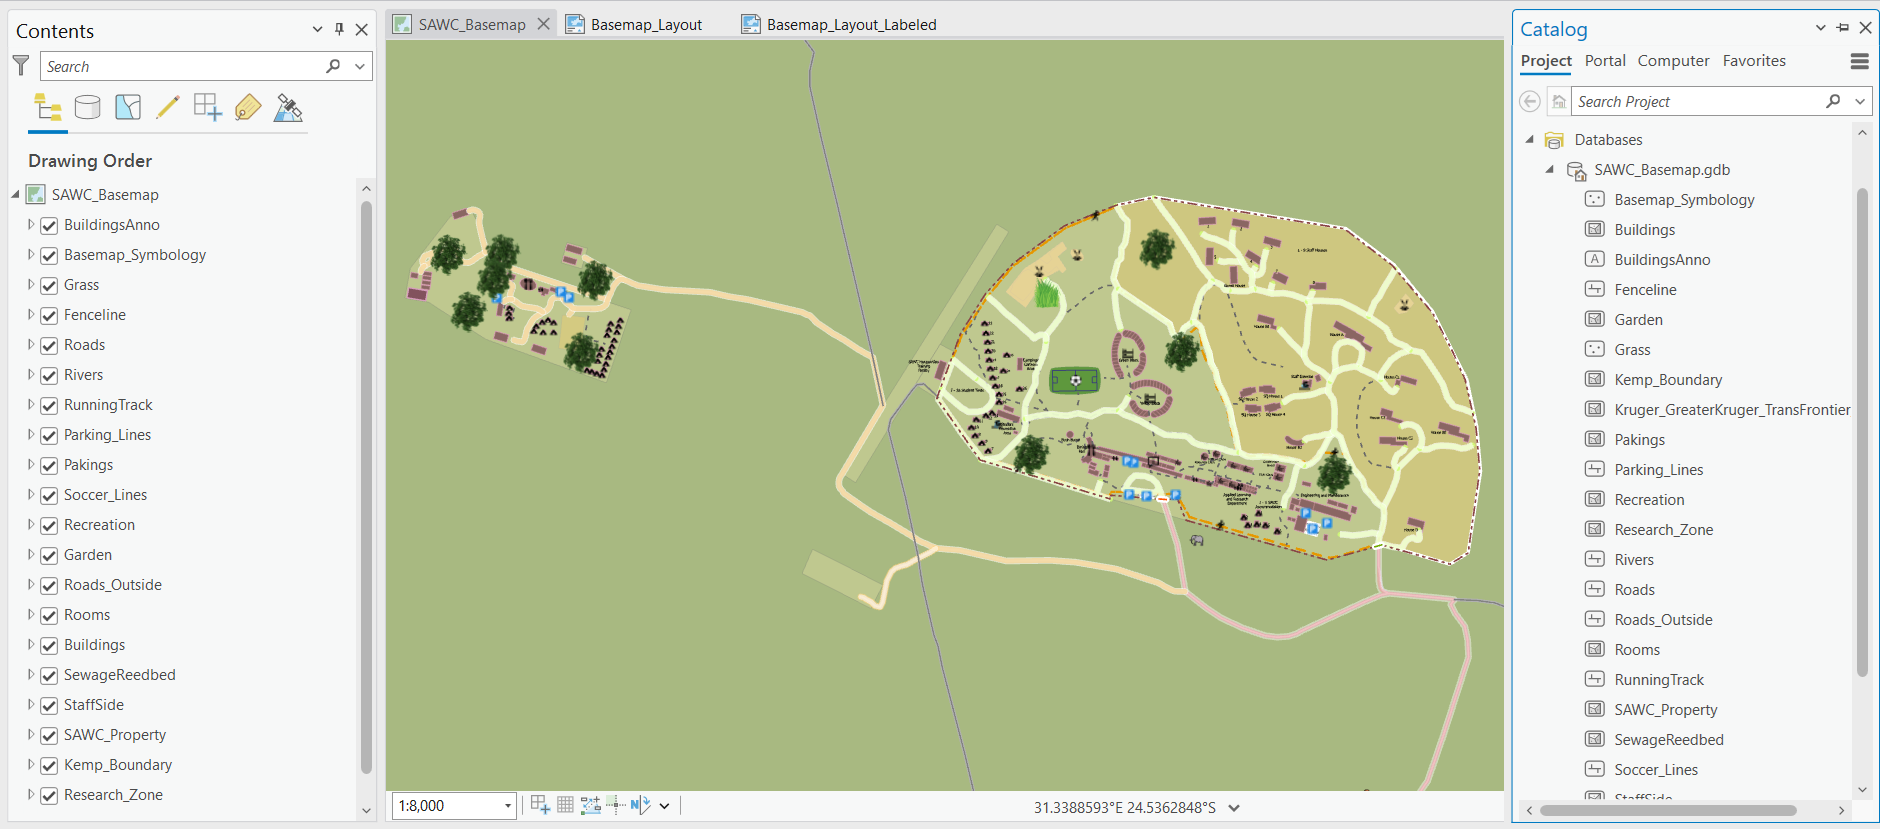 Contents
Search
Drawing Order
SAWC_Basemap
BuildingsAnno
Basemap_Symbology
Grass
Fenceline
Roads
Rivers
RunningTrack
Parking_Lines
Pakings
Soccer_Lines
Recreation
Garden
Roads_Outside
Rooms
Buildings
SewageReedbed
StaffSide
SAWC_Property
Kemp_Boundary
Research_Zone
SAWC_Basemap
Basemap_Layout
Basemap_Layout_Labeled
1:8,000
31.3388593°E 24.5362848°S
Catalog
Project Portal Computer Favorites
Search Project
Databases
SAWC_Basemap.gdb
Basemap_Symbology
Buildings
BuildingsAnno
Fenceline
Garden
Grass
Kemp_Boundary
Kruger_GreaterKruger_TransFrontier
Pakings
Parking_Lines
Recreation
Research_Zone
Rivers
Roads
Roads_Outside
Rooms
RunningTrack
SAWC_Property
SewageReedbed
Soccer_Lines
StaffSide